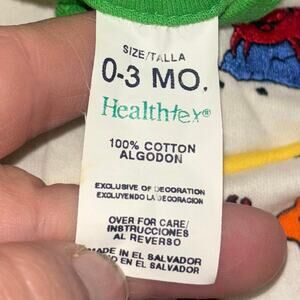 SIZE/TALLA
0-3 MO.
Healthtex®
100% COTTON
ALGODON
EXCLUSIVE OF DECORATION
EXCLUYENDO LA DECORACION
OVER FOR CARE/
INSTRUCCIONES
AL REVERSO
MADE IN EL SALVADOR
HECHO EN EL SALVADOR